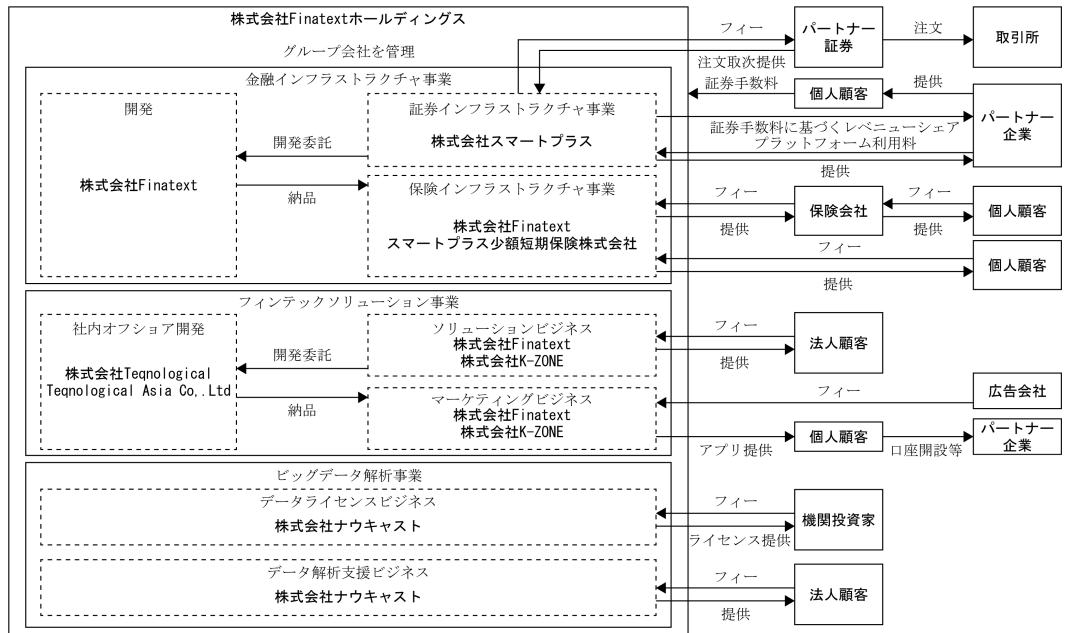 株式会社Finatextホールディングス
グループ会社を管理
金融インフラストラクチャ事業
開発
株式会社Finatext
開発委託
納品
証券インフラストラクチャ事業
株式会社スマートプラス
保険インフラストラクチャ事業
株式会社Finatext
スマートプラス少額短期保険株式会社
フィー
注文取次提供
パートナー
証券
注文
取引所
証券手数料
個人顧客
提供
パートナー
企業
証券手数料に基づくレベニューシェア
プラットフォーム利用料
提供
フィー
提供
保険会社
フィー
提供
個人顧客
フィー
提供
個人顧客
フィンテックソリューション事業
社内オフショア開発
株式会社Teqnological
Teqnological Asia Co,.Ltd
開発委託
納品
ソリューションビジネス
株式会社Finatext
株式会社K-ZONE
マーケティングビジネス
株式会社Finatext
株式会社K-ZONE
フィー
提供
法人顧客
フィー
広告会社
アプリ提供
個人顧客
口座開設等
パートナー
企業
ビッグデータ解析事業
データライセンスビジネス
株式会社ナウキャスト
フィー
ライセンス提供
機関投資家
データ解析支援ビジネス
株式会社ナウキャスト
フィー
提供
法人顧客